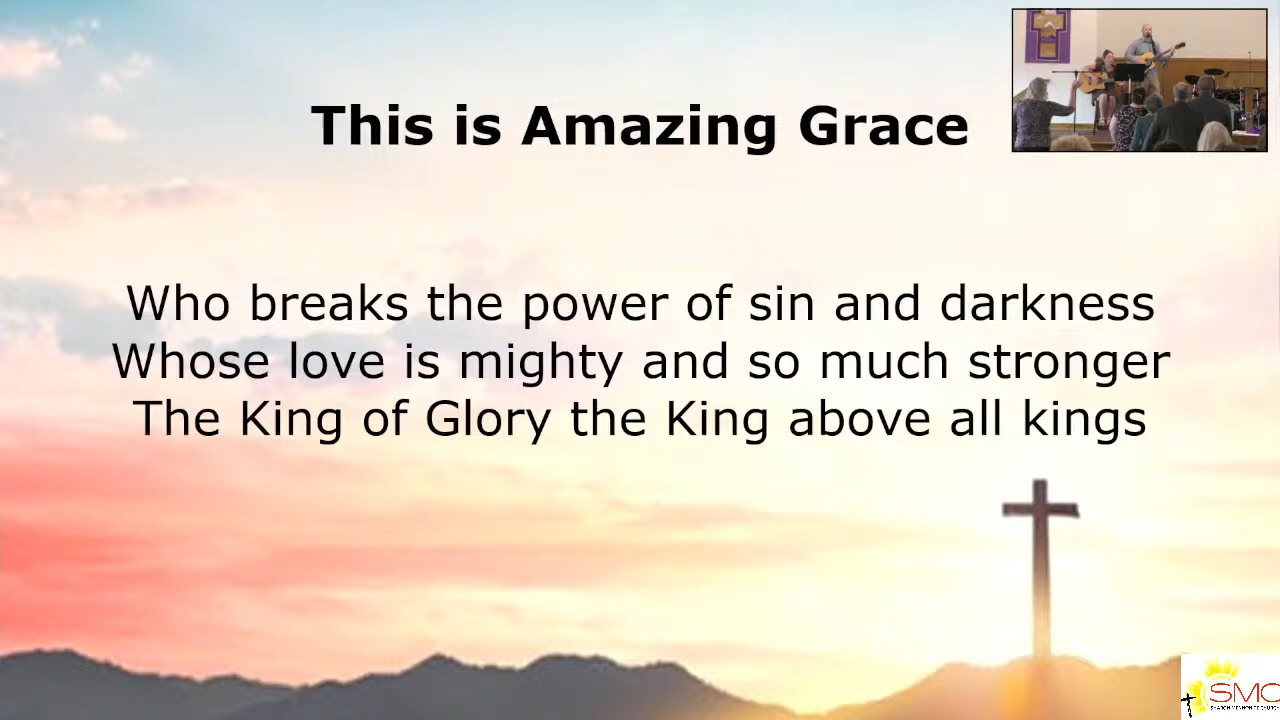 This is Amazing Grace
Who breaks the power of sin and darkness
Whose love is mighty and so much stronger
The King of Glory the King above all kings
SMC